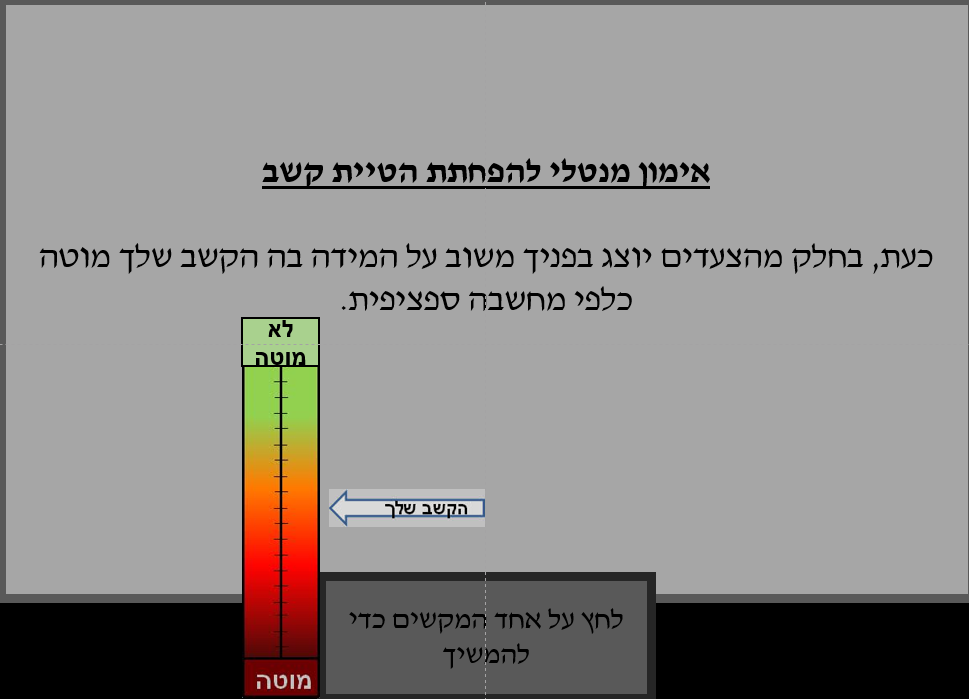 אימון מנטלי להפחתת הטיית קשב
כעת, בחלק מהצעדים יוצג בפניך משוב על המידה בה הקשב שלך מוטה
כלפי מחשבה ספציפית.
לא
מוטה
הקשב שלך
לחץ על אחד המקשים כדי
להמשיך
מוטה